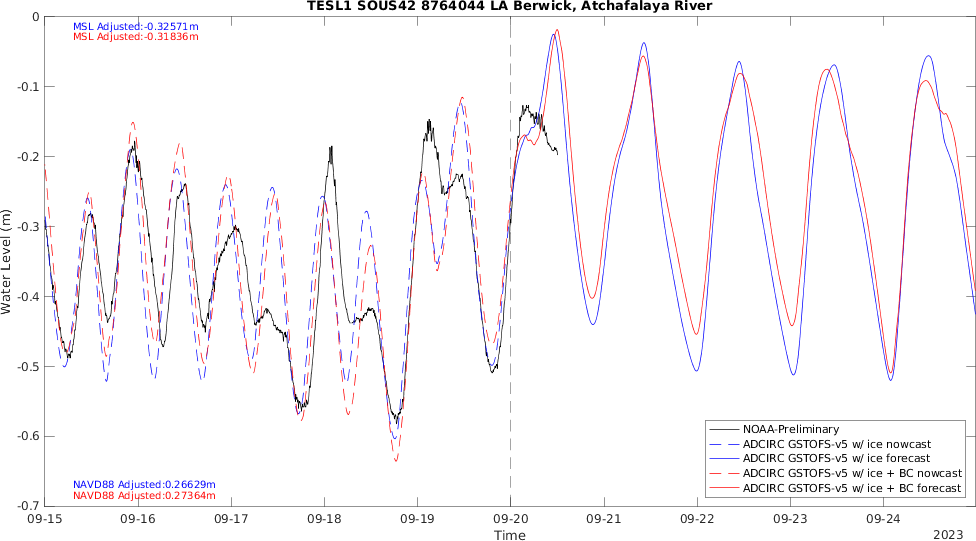 TESL1 SOUS42 8764044 LA Berwick, Atchafalaya River
MSL Adjusted:-0.32571m
MSL Adjusted:-0.31836m
0
-0.1
-0.2
-0.3
-0.4
-0.5
-0.6
-0.7
Water Level (m)
NAVD88 Adjusted:0.26629m
NAVD88 Adjusted:0.27364m
NOAA-Preliminary
ADCIRC GSTOFS-v5 w/ ice nowcast
ADCIRC GSTOFS-v5 w/ ice forecast
ADCIRC GSTOFS-v5 w/ ice + BC nowcast
ADCIRC GSTOFS-v5 w/ ice + BC forecast
09-15 09-16 09-17 09-18 09-19 09-20 09-21 09-22 09-23 09-24
Time
2023